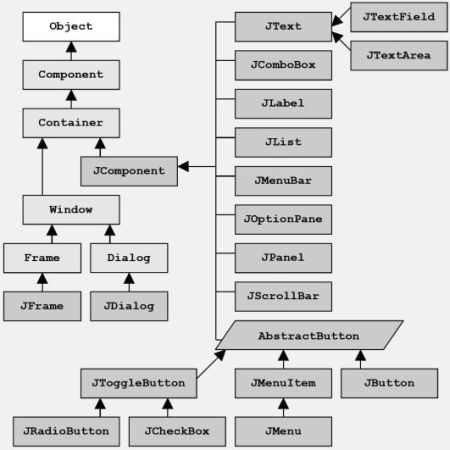 Object
Component
Container
JComponent
Window
Frame
Dialog
JFrame
JDialog
JText
JTextField
JTextArea
JComboBox
JLabel
JList
JMenuBar
JOptionPane
JPanel
JScrollBar
AbstractButton
JToggleButton
JMenuItem
JButton
JRadioButton
JCheckBox
JMenu